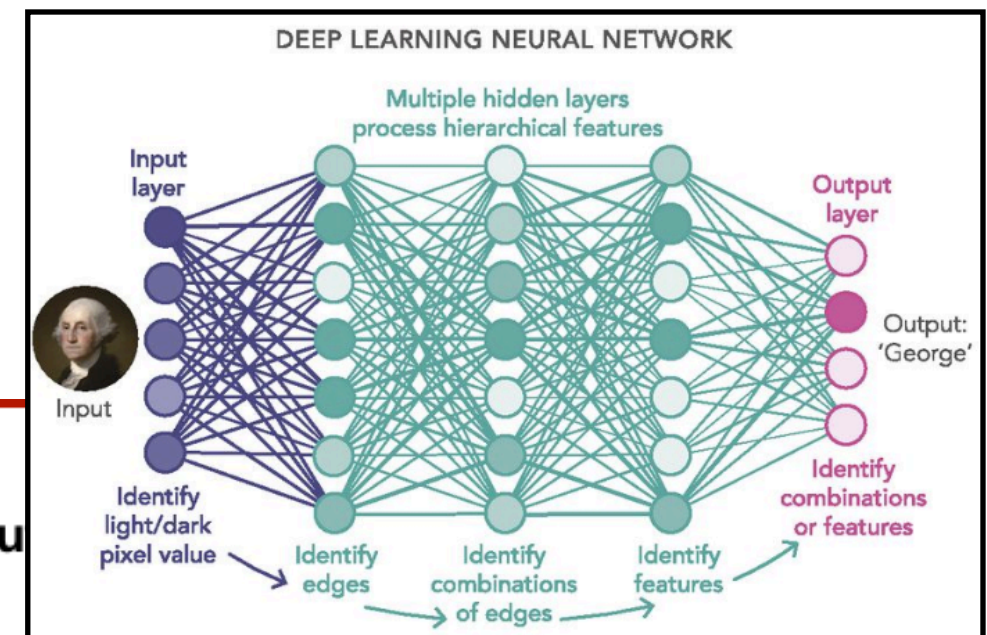 DEEP LEARNING NEURAL NETWORK
Multiple hidden layers
process hierarchical features
Input
layer
Output
layer
Input
Output:
'George'
Identify
light/dark
pixel value
Identify
edges
Identify
combinations
of edges
Identify
features
Identify
combinations
or features